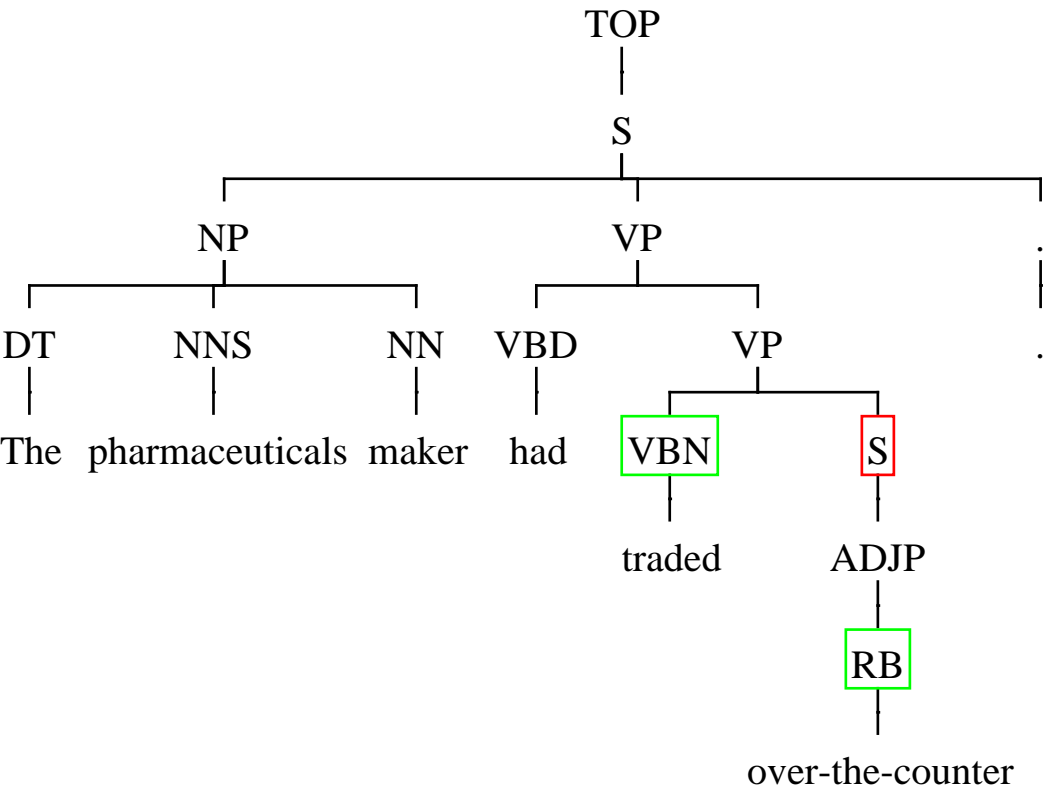 TOP
S
NP VP .
DT NNS NN VBD VP .
The pharmaceuticals maker had VBN S
traded ADJP
RB
over-the-counter